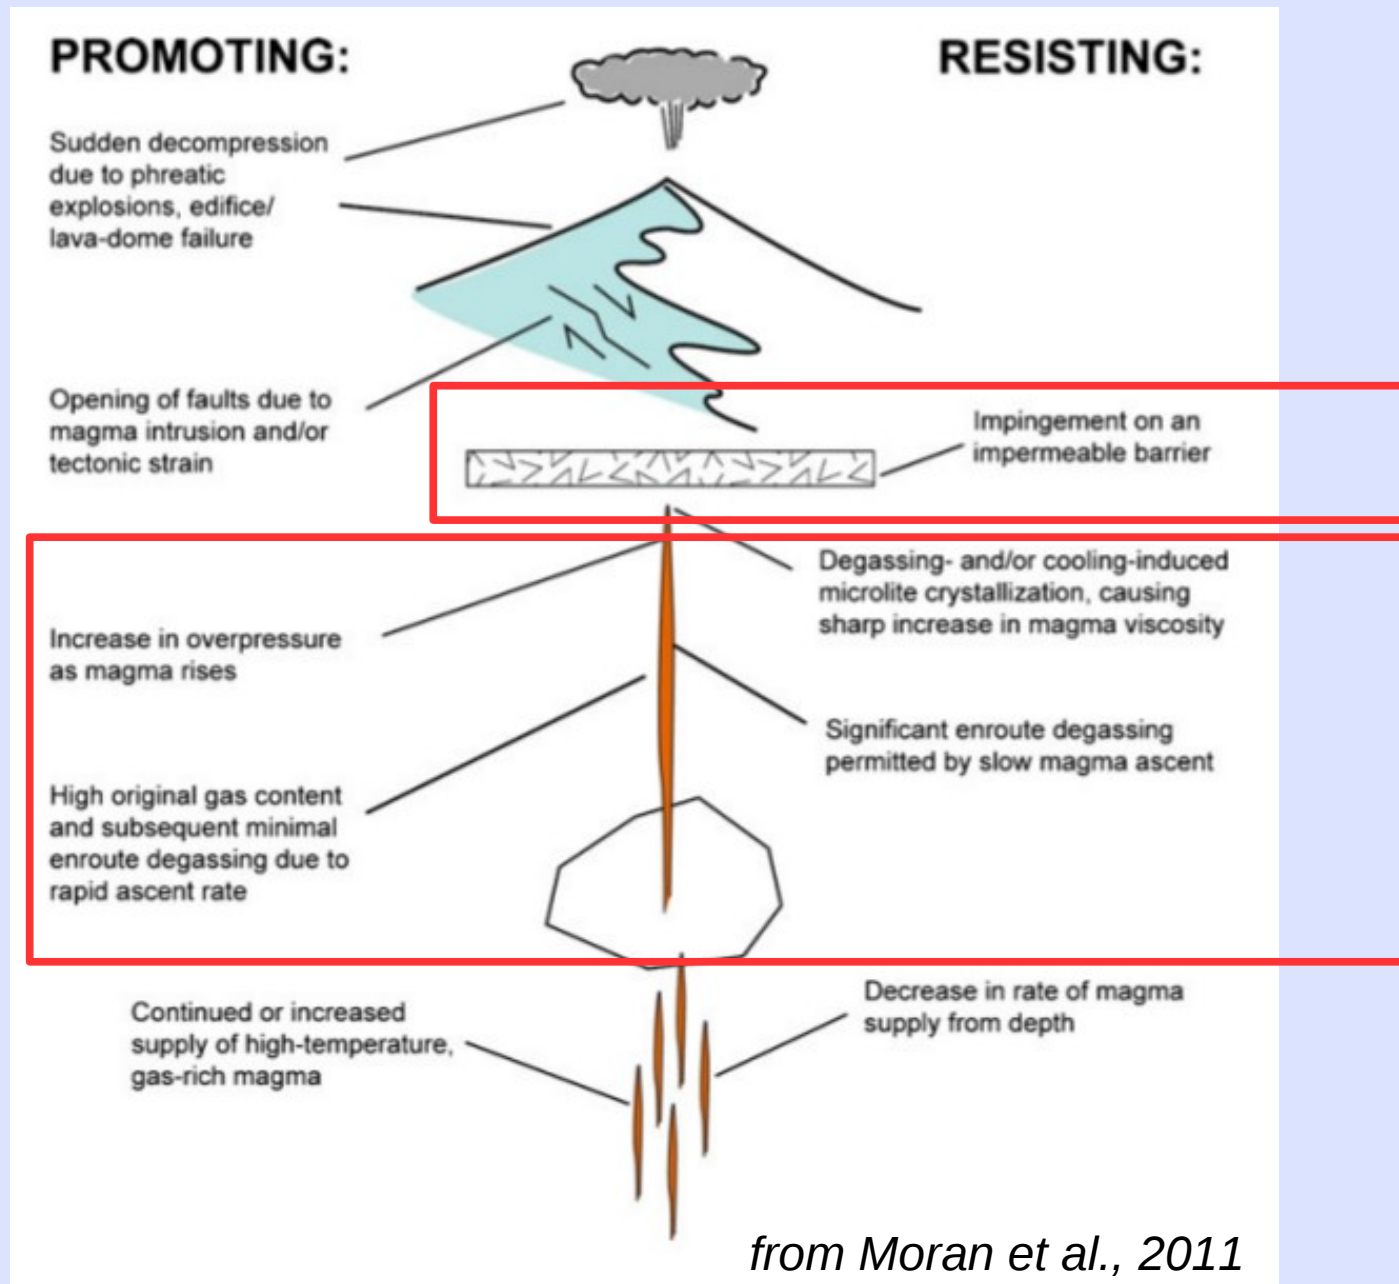 PROMOTING:
RESISTING:
Sudden decompression
due to phreatic
explosions, edifice/
lava-dome failure
Opening of faults due to
magma intrusion and/or
tectonic strain
Impingement on an
impermeable barrier
Degassing- and/or cooling-induced
microlite crystallization, causing
sharp increase in magma viscosity
Increase in overpressure
as magma rises
Significant enroute degassing
permitted by slow magma ascent
High original gas content
and subsequent minimal
enroute degassing due to
rapid ascent rate
Decrease in rate of magma
supply from depth
Continued or increased
supply of high-temperature,
gas-rich magma
from Moran et al., 2011